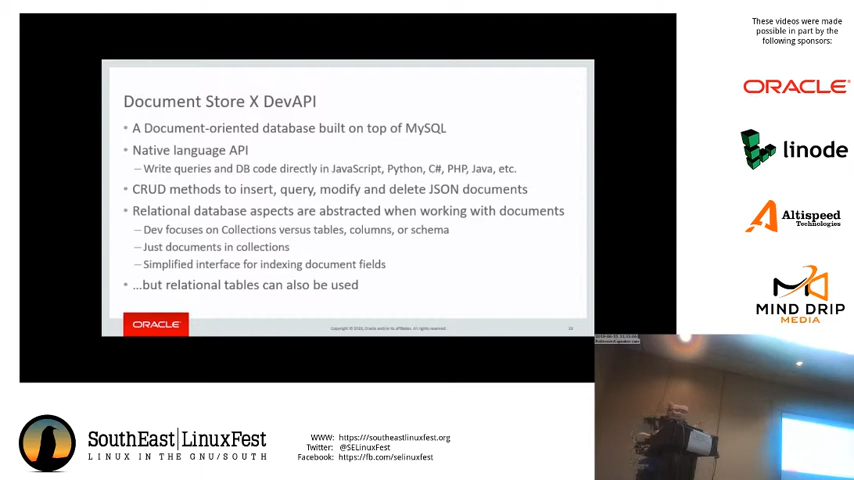 These videos were made
possible in part by the
following sponsors:
ORACLE
linode
Altispeed
Technologies
MIND DRIP
MEDIA
Document Store X DevAPI
• A Document-oriented database built on top of MySQL
• Native language API
– Write queries and DB code directly in JavaScript, Python, C#, PHP, Java, etc.
• CRUD methods to insert, query, modify and delete JSON documents
• Relational database aspects are abstracted when working with documents
– Dev focuses on Collections versus tables, columns, or schema
– Just documents in collections
– Simplified interface for indexing document fields
• ...but relational tables can also be used
ORACLE
SouthEast|LinuxFest
LINUX IN THE GNU/SOUTH
WWW: https:///southeastlinuxfest.org
Twitter: @SELinuxFest
Facebook: https://fb.com/selinuxfest